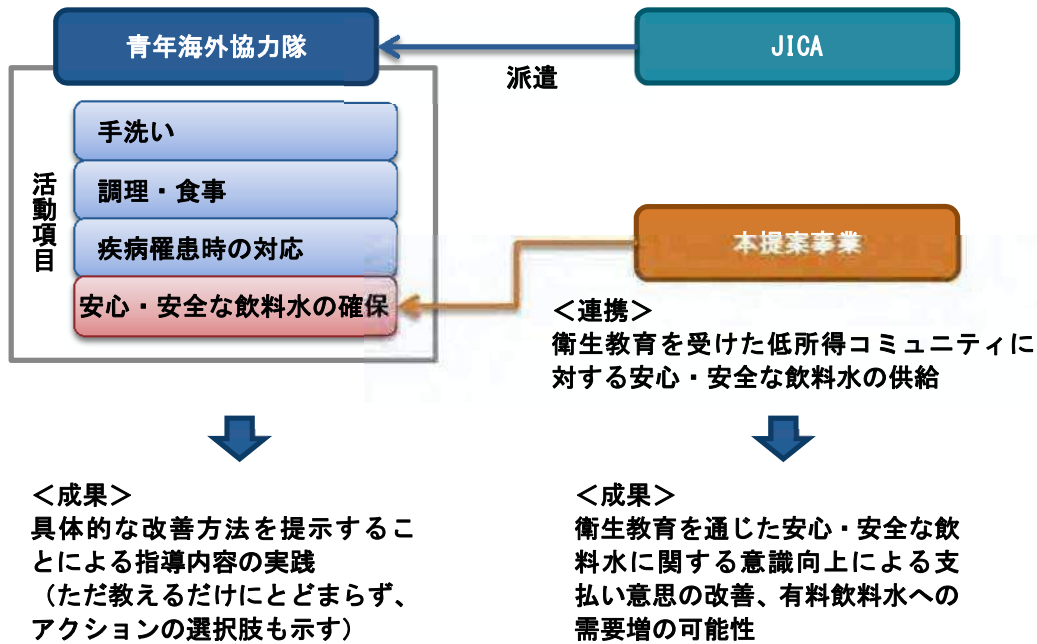 青年海外協力隊
JICA
派遣
活動項目
手洗い
調理・食事
疾病罹患時の対応
安心・安全な飲料水の確保
本提案事業
＜連携＞
衛生教育を受けた低所得コミュニティに
対する安心・安全な飲料水の供給
＜成果＞
具体的な改善方法を提示するこ
とによる指導内容の実践
（ただ教えるだけにとどまらず、
アクションの選択肢も示す）
＜成果＞
衛生教育を通じた安心・安全な飲
料水に関する意識向上による支
払い意思の改善、有料飲料水への
需要増の可能性